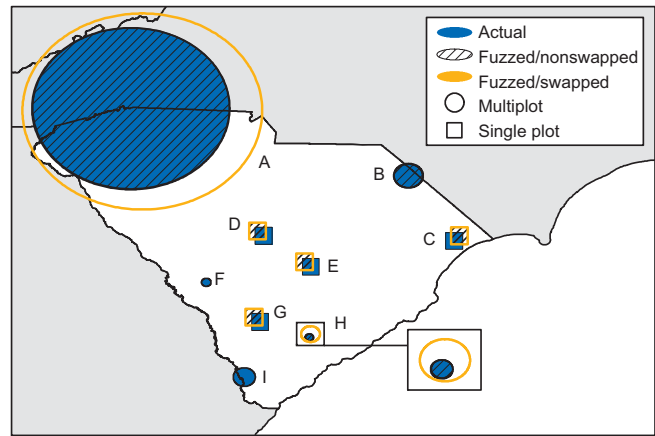 Actual
Fuzzed/nonswapped
Fuzzed/swapped
Multiplot
Single plot
A
B
C
D
E
F
G
H
I